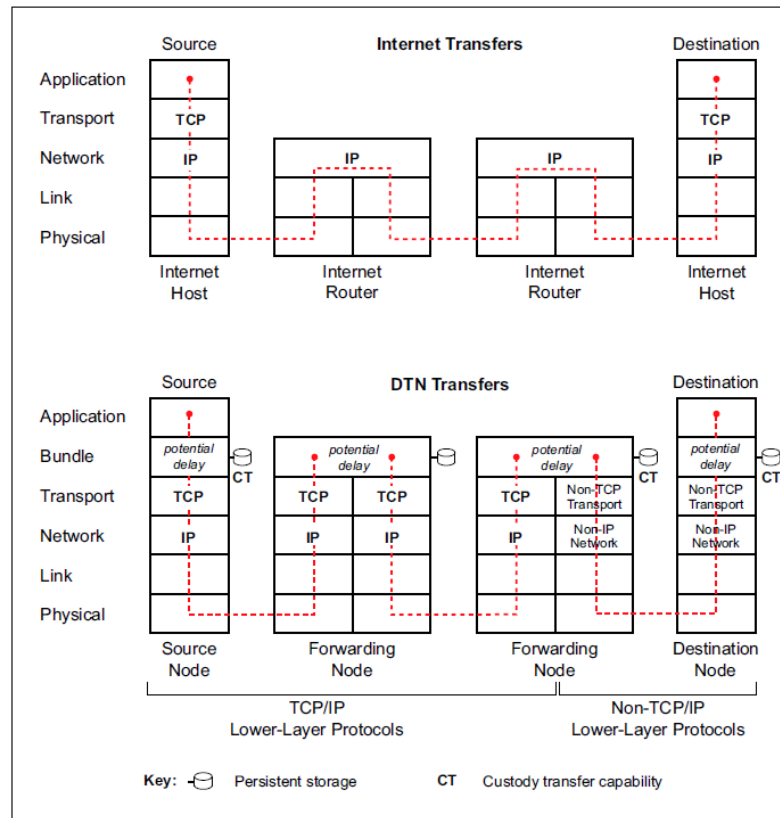 Source Internet Transfers Destination
Application
Transport TCP TCP
Network IP IP IP IP
Link
Physical
Internet Internet Internet Internet
Host Router Router Host
Source DTN Transfers Destination
Application
Bundle potential potential potential potential
delay delay delay delay
CT CT CT
Transport TCP TCP TCP TCP Non-TCP Non-TCP
Transport Transport
Network IP IP IP IP Non-IP Non-IP
Network Network
Link
Physical
Source Forwarding Forwarding Destination
Node Node Node Node
TCP/IP Non-TCP/IP
Lower-Layer Protocols Lower-Layer Protocols
Key: Persistent storage CT Custody transfer capability